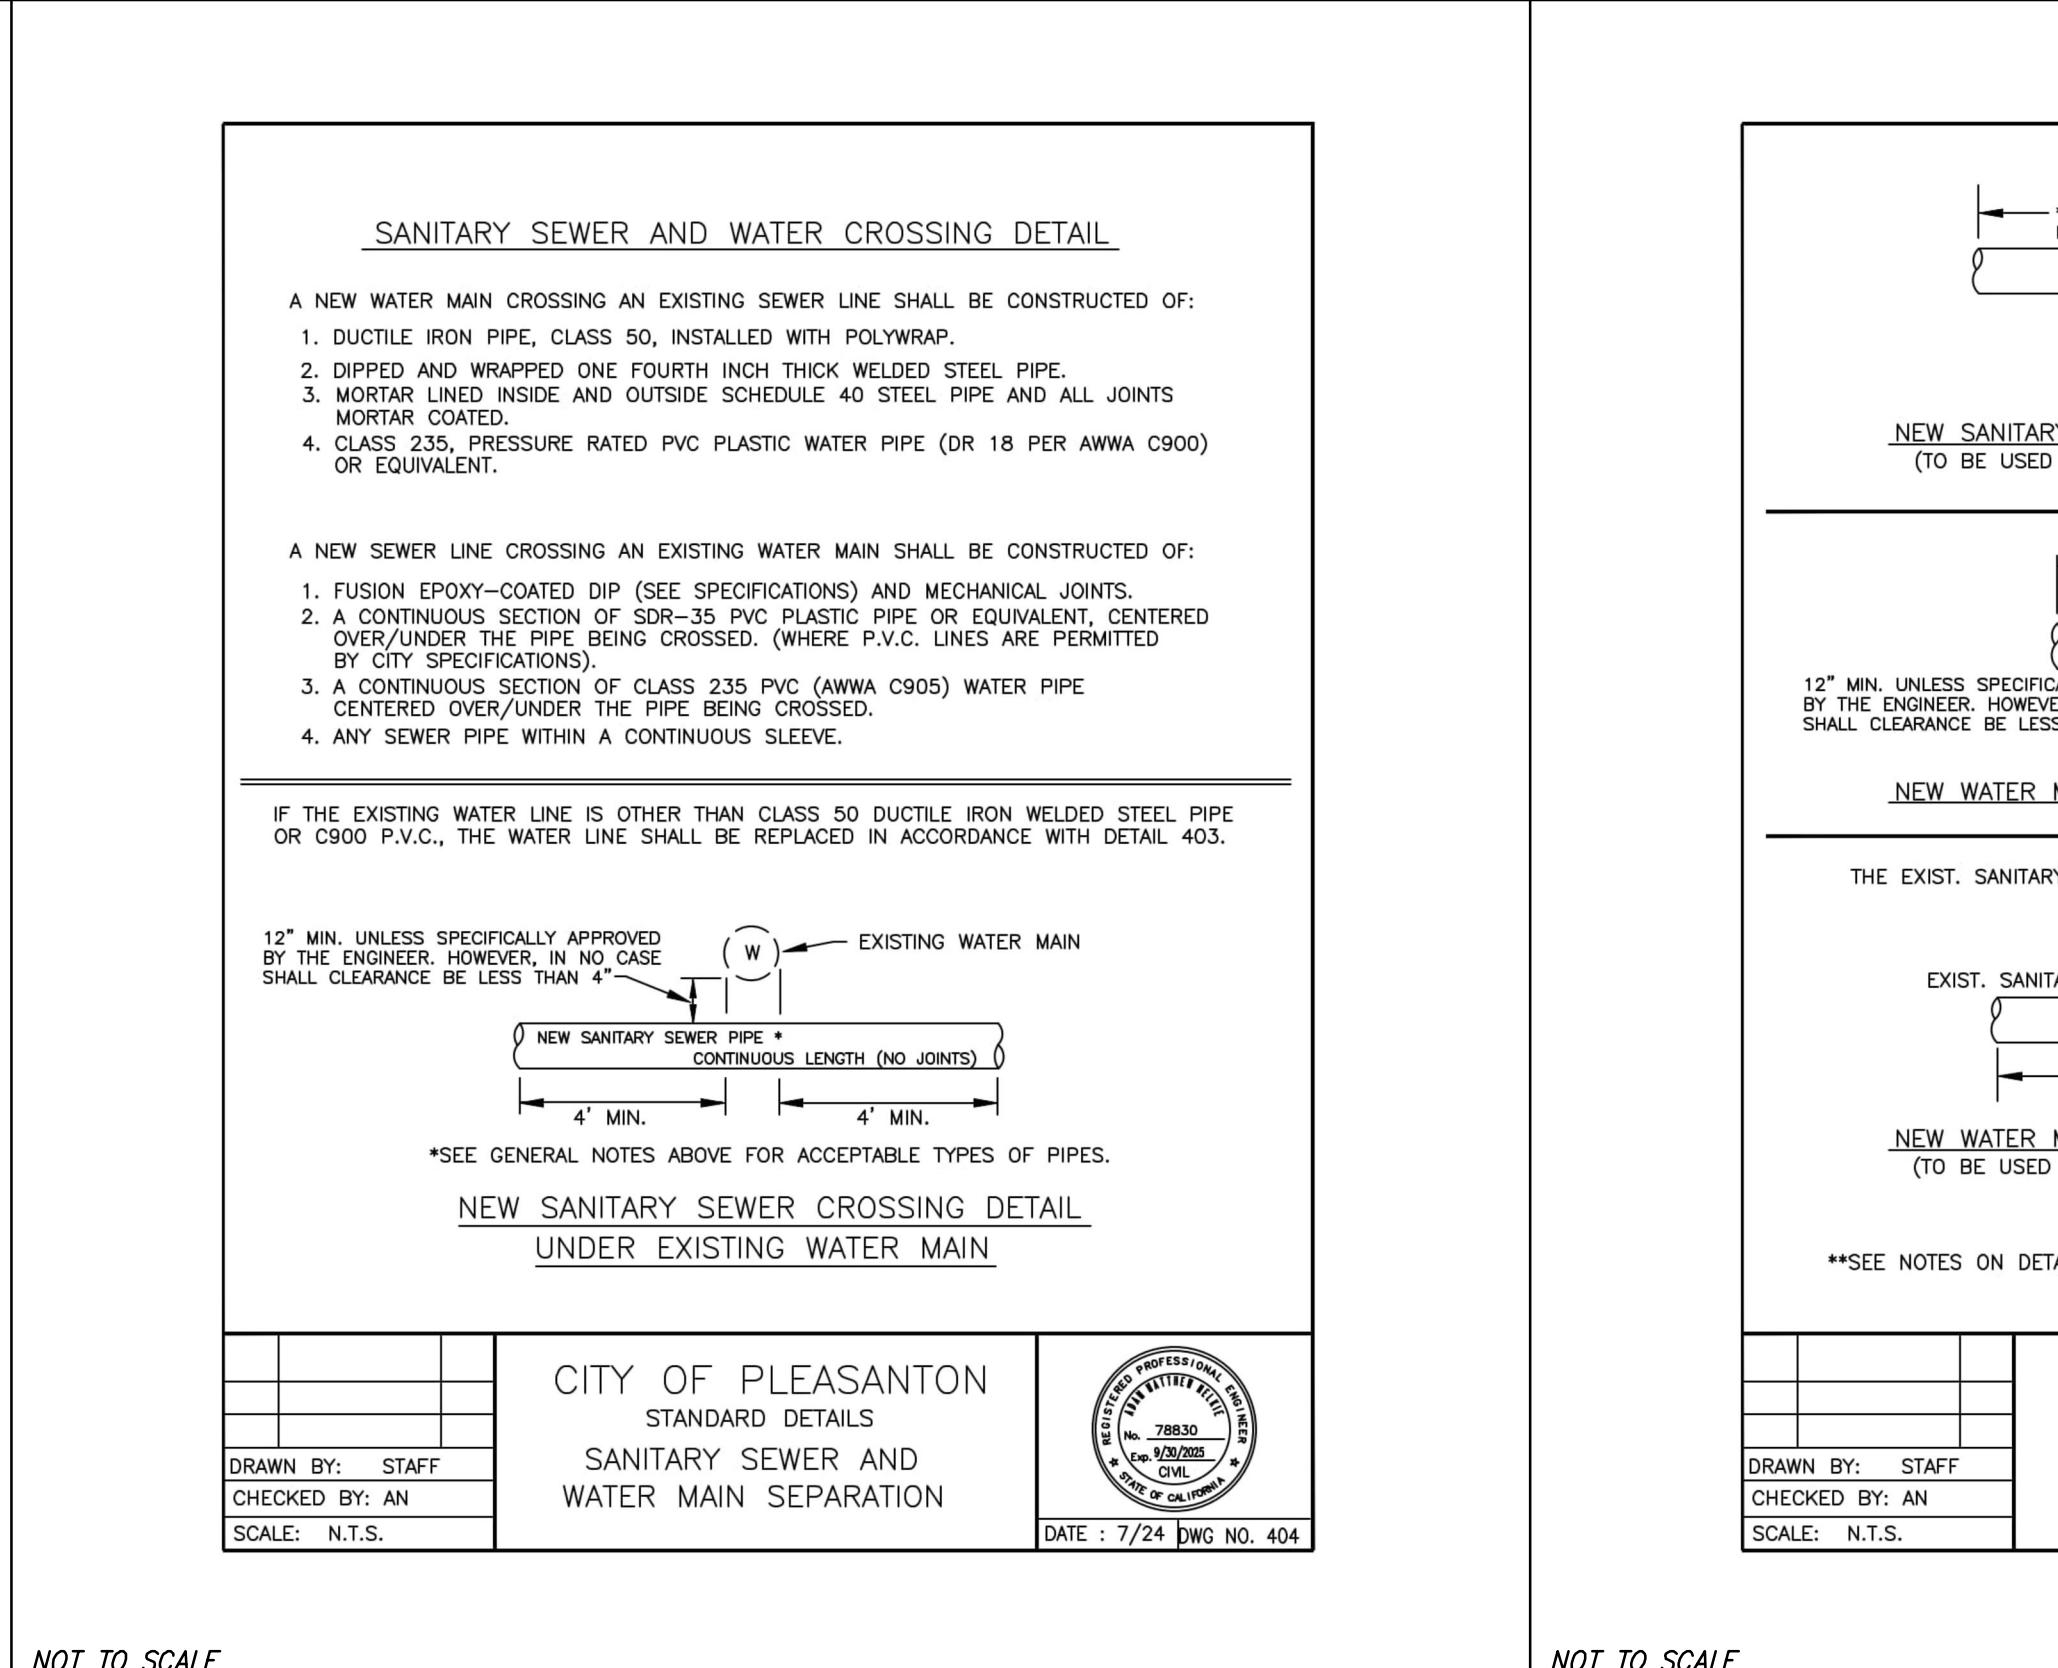 SANITARY SEWER AND WATER CROSSING DETAIL
A NEW WATER MAIN CROSSING AN EXISTING SEWER LINE SHALL BE CONSTRUCTED OF:
1. DUCTILE IRON PIPE, CLASS 50, INSTALLED WITH POLYWRAP.
2. DIPPED AND WRAPPED ONE FOURTH INCH THICK WELDED STEEL PIPE.
3. MORTAR LINED INSIDE AND OUTSIDE SCHEDULE 40 STEEL PIPE AND ALL JOINTS
MORTAR COATED.
4. CLASS 235, PRESSURE RATED PVC PLASTIC WATER PIPE (DR 18 PER AWWA C900)
OR EQUIVALENT.
A NEW SEWER LINE CROSSING AN EXISTING WATER MAIN SHALL BE CONSTRUCTED OF:
1. FUSION EPOXY-COATED DIP (SEE SPECIFICATIONS) AND MECHANICAL JOINTS.
2. A CONTINUOUS SECTION OF SDR-35 PVC PLASTIC PIPE OR EQUIVALENT, CENTERED
OVER/UNDER THE PIPE BEING CROSSED. (WHERE P.V.C. LINES ARE PERMITTED
BY CITY SPECIFICATIONS).
3. A CONTINUOUS SECTION OF CLASS 235 PVC (AWWA C905) WATER PIPE
CENTERED OVER/UNDER THE PIPE BEING CROSSED.
4. ANY SEWER PIPE WITHIN A CONTINUOUS SLEEVE.
IF THE EXISTING WATER LINE IS OTHER THAN CLASS 50 DUCTILE IRON WELDED STEEL PIPE
OR C900 P.V.C., THE WATER LINE SHALL BE REPLACED IN ACCORDANCE WITH DETAIL 403.
12" MIN. UNLESS SPECIFICALLY APPROVED
BY THE ENGINEER. HOWEVER, IN NO CASE
SHALL CLEARANCE BE LESS THAN 4"
W
EXISTING WATER MAIN
NEW SANITARY SEWER PIPE *
CONTINUOUS LENGTH (NO JOINTS)
4' MIN.
4' MIN.
*SEE GENERAL NOTES ABOVE FOR ACCEPTABLE TYPES OF PIPES.
NEW SANITARY SEWER CROSSING DETAIL
UNDER EXISTING WATER MAIN
DRAWN BY: STAFF
CHECKED BY: AN
SCALE: N.T.S.
CITY OF PLEASANTON
STANDARD DETAILS
SANITARY SEWER AND
WATER MAIN SEPARATION
REGISTERED PROFESSIONAL ENGINEER
No. 78830
Exp. 9/30/2025
CIVIL
STATE OF CALIFORNIA
DATE : 7/24
DWG NO. 404
NOT TO SCALE
NEW SANITARY
(TO BE USED
12" MIN. UNLESS SPECIFICA
BY THE ENGINEER. HOWEVE
SHALL CLEARANCE BE LESS
NEW WATER
THE EXIST. SANITARY
EXIST. SANITA
NEW WATER
(TO BE USED
**SEE NOTES ON DETA
DRAWN BY: STAFF
CHECKED BY: AN
SCALE: N.T.S.
NOT TO SCALE